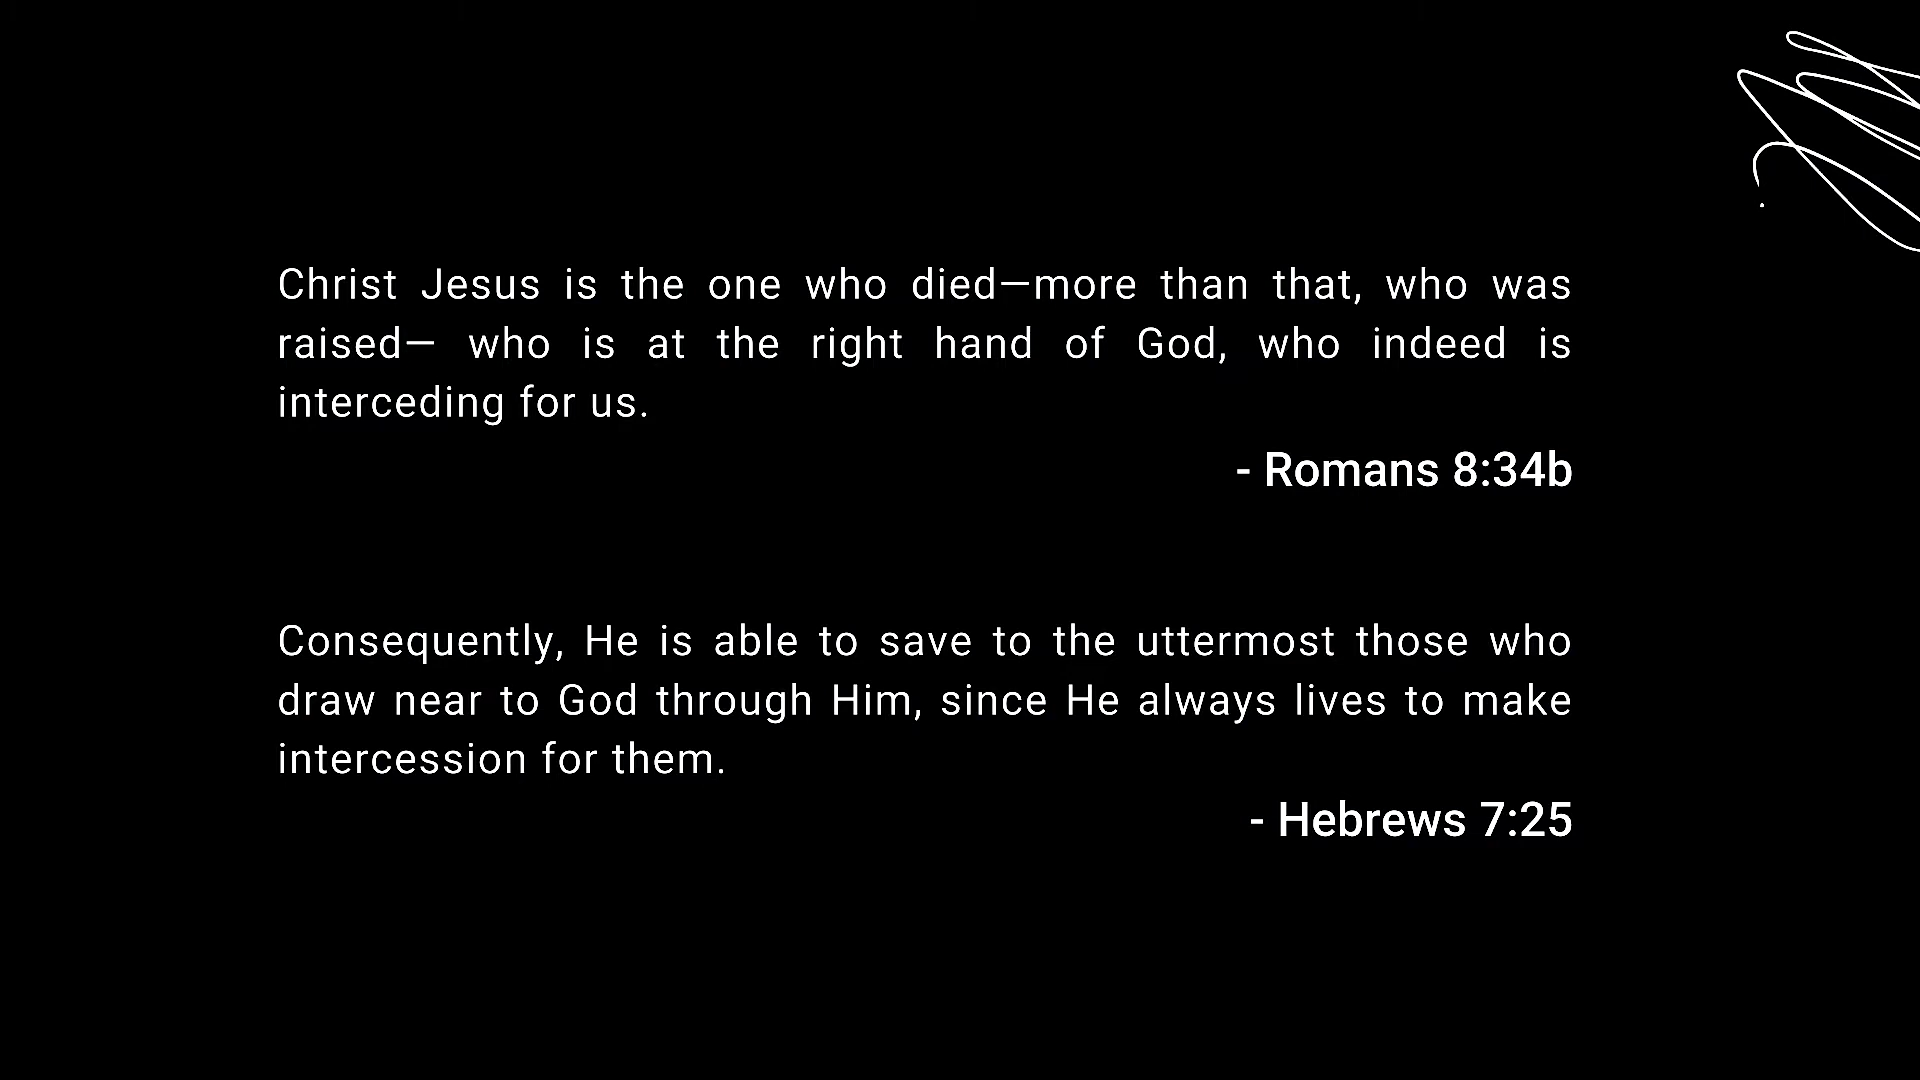 Christ Jesus is the one who died—more than that, who was
raised— who is at the right hand of God, who indeed is
interceding for us.
- Romans 8:34b
Consequently, He is able to save to the uttermost those who
draw near to God through Him, since He always lives to make
intercession for them.
- Hebrews 7:25